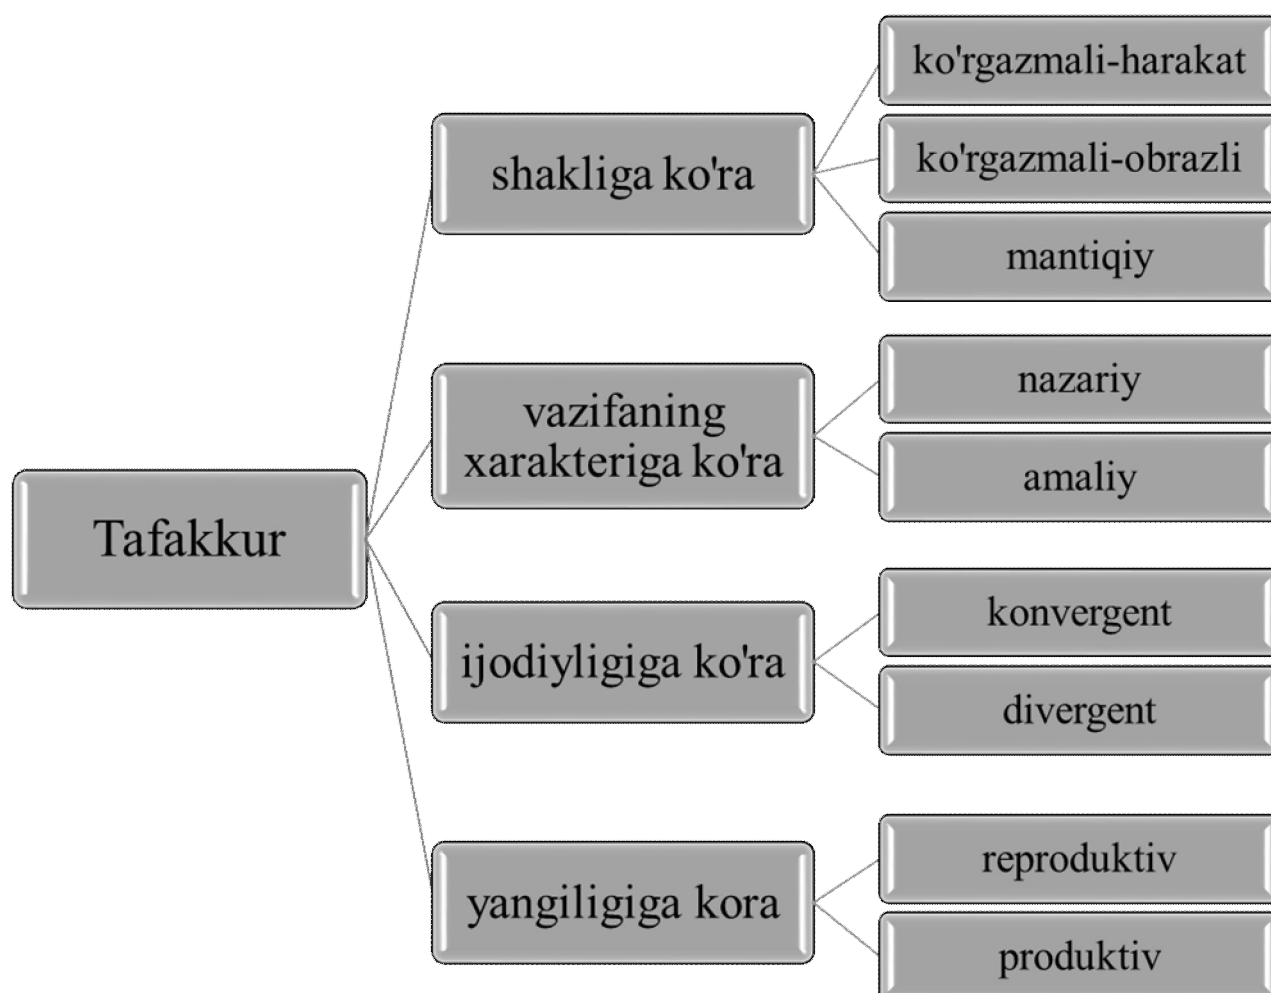 Tafakkur
shakliga ko'ra
ko'rgazmali-harakat
ko'rgazmali-obrazli
mantiqiy
vazifaning
xarakteriga ko'ra
nazariy
amaliy
ijodiyligiga ko'ra
konvergent
divergent
yangiligiga kora
reproduktiv
produktiv